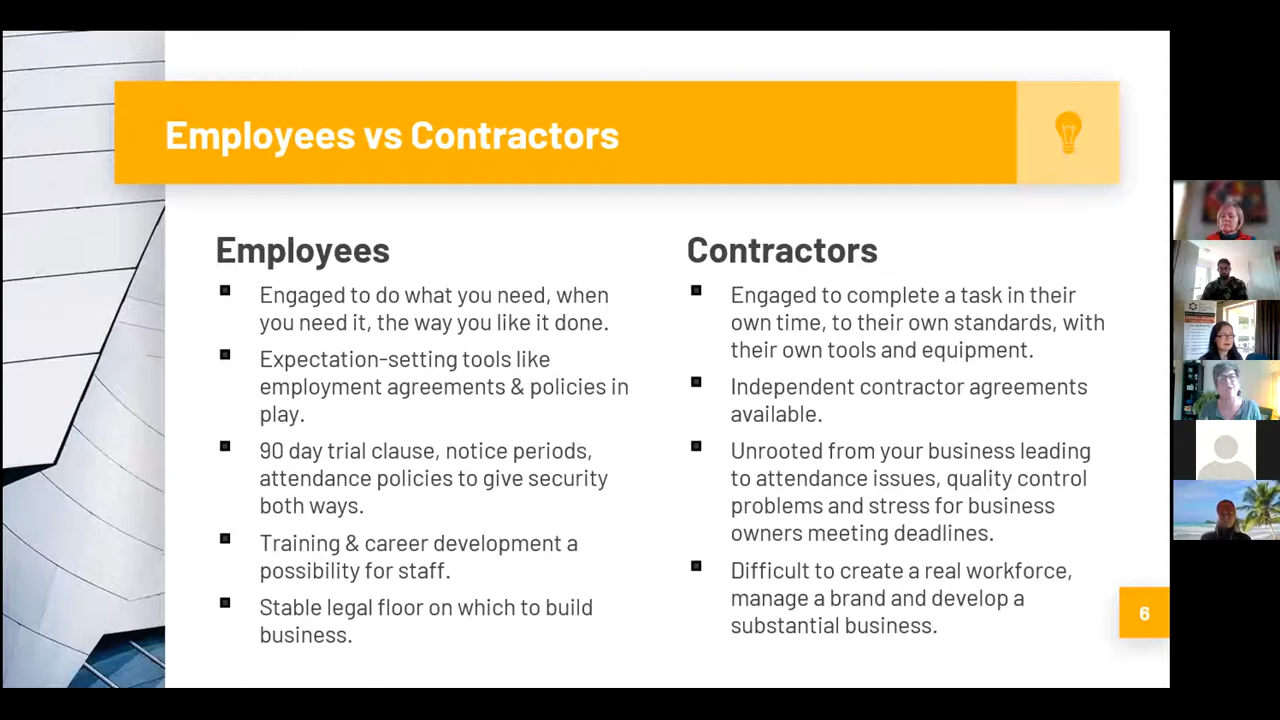 Employees vs Contractors
Employees
Engaged to do what you need, when
you need it, the way you like it done.
Expectation-setting tools like
employment agreements & policies in
play.
90 day trial clause, notice periods,
attendance policies to give security
both ways.
Training & career development a
possibility for staff.
Stable legal floor on which to build
business.
Contractors
Engaged to complete a task in their
own time, to their own standards, with
their own tools and equipment.
Independent contractor agreements
available.
Unrooted from your business leading
to attendance issues, quality control
problems and stress for business
owners meeting deadlines.
Difficult to create a real workforce,
manage a brand and develop a
substantial business.
6